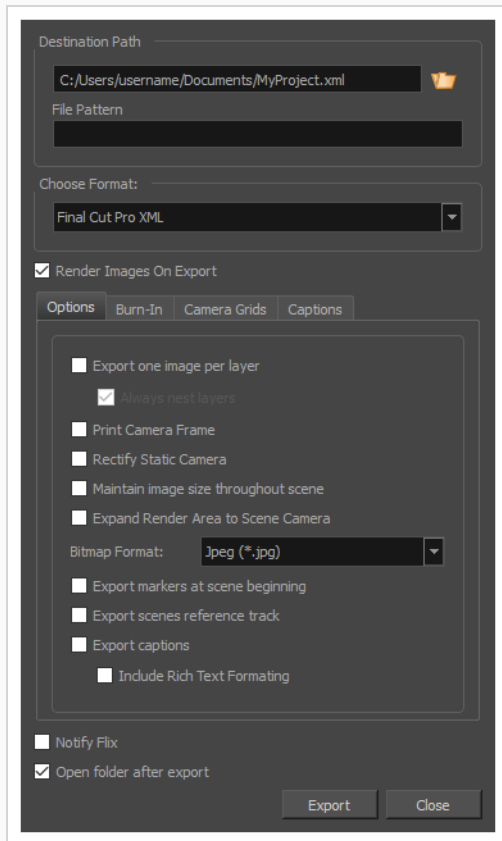 Destination Path
C:/Users/username/Documents/MyProject.xml
File Pattern
Choose Format:
Final Cut Pro XML
Render Images On Export
Options Burn-In Camera Grids Captions
Export one image per layer
Always nest layers
Print Camera Frame
Rectify Static Camera
Maintain image size throughout scene
Expand Render Area to Scene Camera
Bitmap Format: Jpeg (*.jpg)
Export markers at scene beginning
Export scenes reference track
Export captions
Include Rich Text Formating
Notify Flix
Open folder after export
Export Close